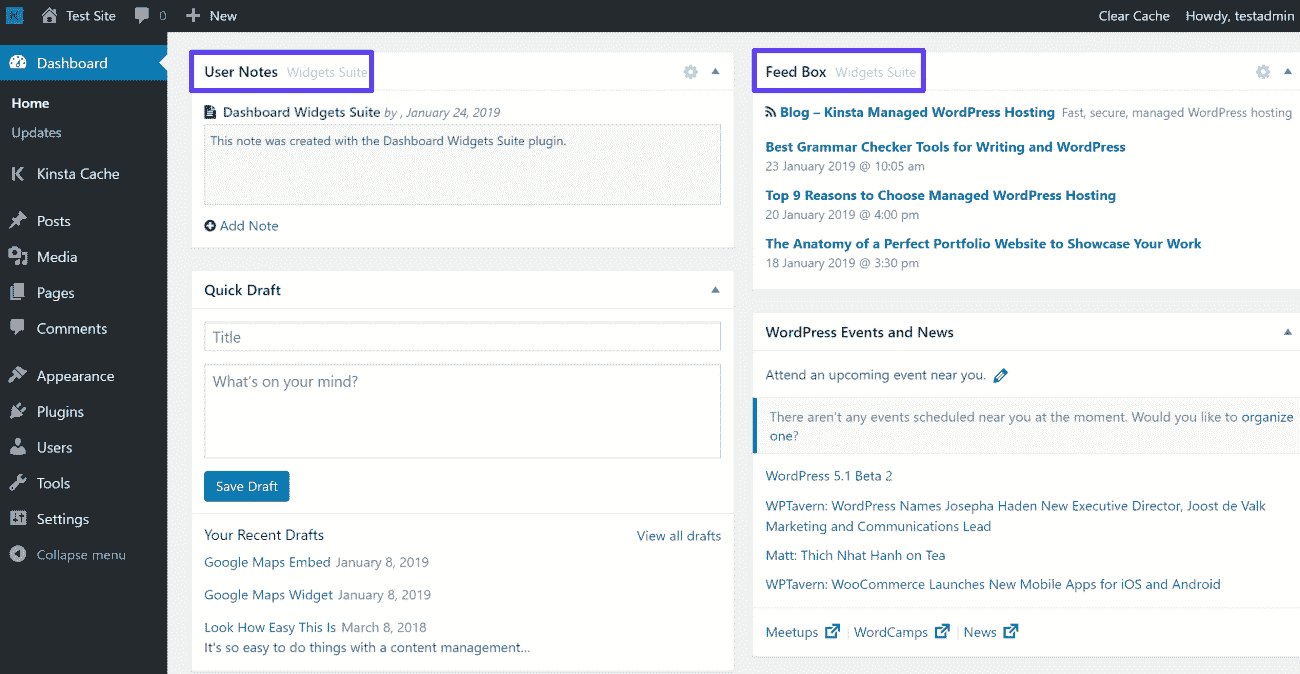 Test Site 0 New Clear Cache Howdy, testadmin
Dashboard
Home
Updates
Kinsta Cache
Posts
Media
Pages
Comments
Appearance
Plugins
Users
Tools
Settings
Collapse menu
User Notes Widgets Suite
Dashboard Widgets Suite by , January 24, 2019
This note was created with the Dashboard Widgets Suite plugin.
Add Note
Quick Draft
Title
What's on your mind?
Save Draft
Your Recent Drafts View all drafts
Google Maps Embed January 8, 2019
Google Maps Widget January 8, 2019
Look How Easy This Is March 8, 2018
It's so easy to do things with a content management…
Feed Box Widgets Suite
Blog – Kinsta Managed WordPress Hosting Fast, secure, managed WordPress hosting
Best Grammar Checker Tools for Writing and WordPress
23 January 2019 @ 10:05 am
Top 9 Reasons to Choose Managed WordPress Hosting
20 January 2019 @ 4:00 pm
The Anatomy of a Perfect Portfolio Website to Showcase Your Work
18 January 2019 @ 3:30 pm
WordPress Events and News
Attend an upcoming event near you.
There aren't any events scheduled near you at the moment. Would you like to organize
one?
WordPress 5.1 Beta 2
WPTavern: WordPress Names Josepha Haden New Executive Director, Joost de Valk
Marketing and Communications Lead
Matt: Thich Nhat Hanh on Tea
WPTavern: WooCommerce Launches New Mobile Apps for iOS and Android
Meetups | WordCamps | News